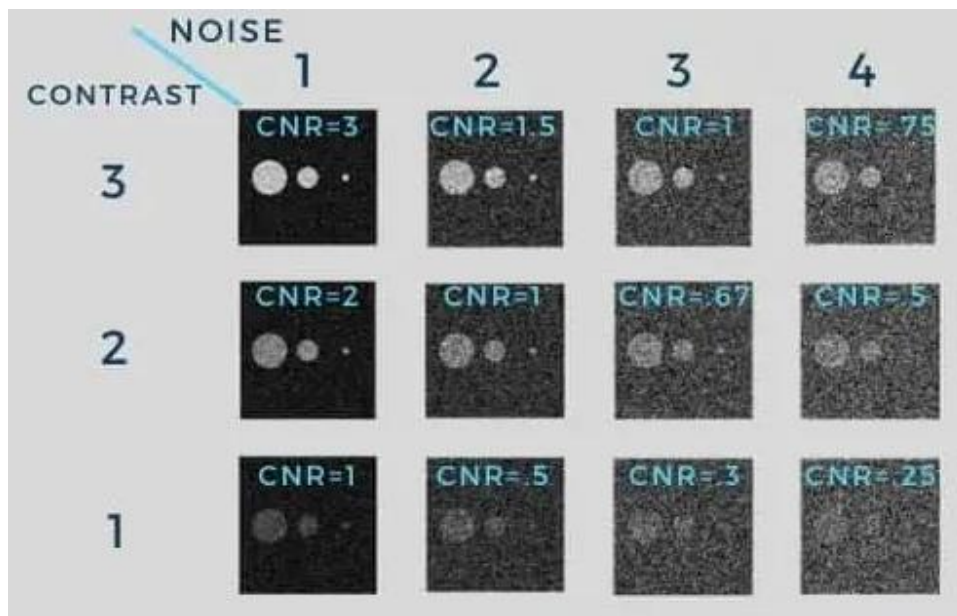 NOISE
CONTRAST
1 2 3 4
3
CNR=3 CNR=1.5 CNR=1 CNR=.75
2
CNR=2 CNR=1 CNR=.67 CNR=.5
1
CNR=1 CNR=.5 CNR=.3 CNR=.25